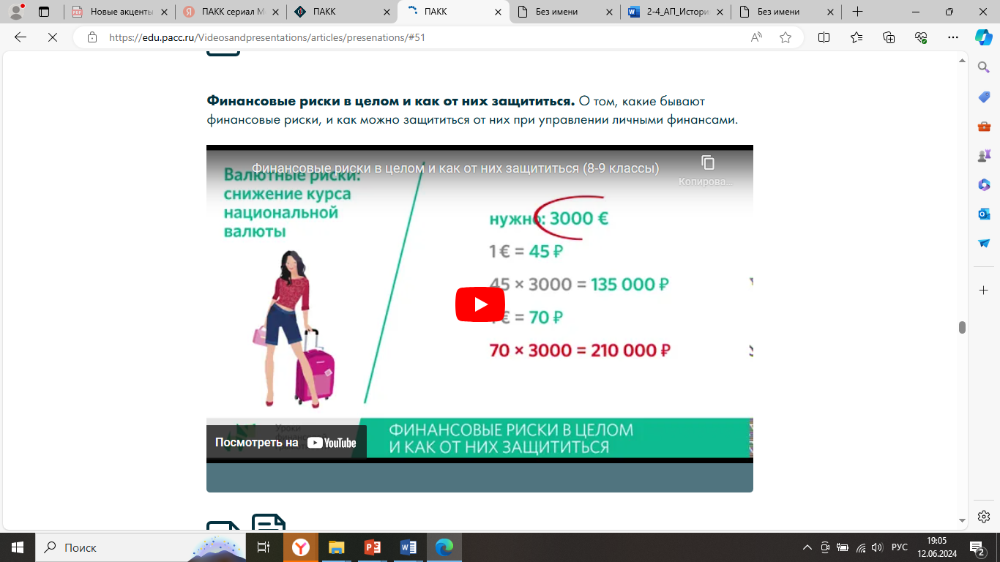 Новые акценты
ПАКК сериал М
ПАКК
ПАКК
Без имени
2-4_АП_Истори
Без имени
https://edu.pacc.ru/Videosandpresentations/articles/presenations/#51
Финансовые риски в целом и как от них защититься. О том, какие бывают
финансовые риски, и как можно защититься от них при управлении личными финансами.
Финансовые риски в целом и как от них защититься (8-9 классы)
Копирова...
Валютные риски:
снижение курса
национальной
валюты
нужно: 3000 €
1 € = 45 ₽
45 × 3000 = 135 000 ₽
1 € = 70 ₽
70 × 3000 = 210 000 ₽
Уроки
Посмотреть на YouTube
ФИНАНСОВЫЕ РИСКИ В ЦЕЛОМ
И КАК ОТ НИХ ЗАЩИТИТЬСЯ
Поиск
РУС
19:05
12.06.2024
2